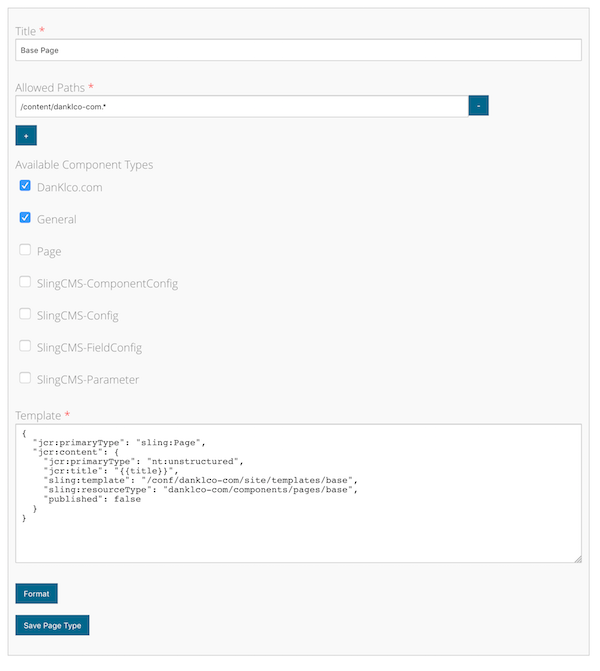 Title *
Base Page
Allowed Paths *
/content/danklco-com.*
-
+
Available Component Types
DanKlco.com
General
Page
SlingCMS-ComponentConfig
SlingCMS-Config
SlingCMS-FieldConfig
SlingCMS-Parameter
Template *
{
  "jcr:primaryType": "sling:Page",
  "jcr:content": {
    "jcr:primaryType": "nt:unstructured",
    "jcr:title": "{{title}}",
    "sling:template": "/conf/danklco-com/site/templates/base",
    "sling:resourceType": "danklco-com/components/pages/base",
    "published": false
  }
}
Format
Save Page Type